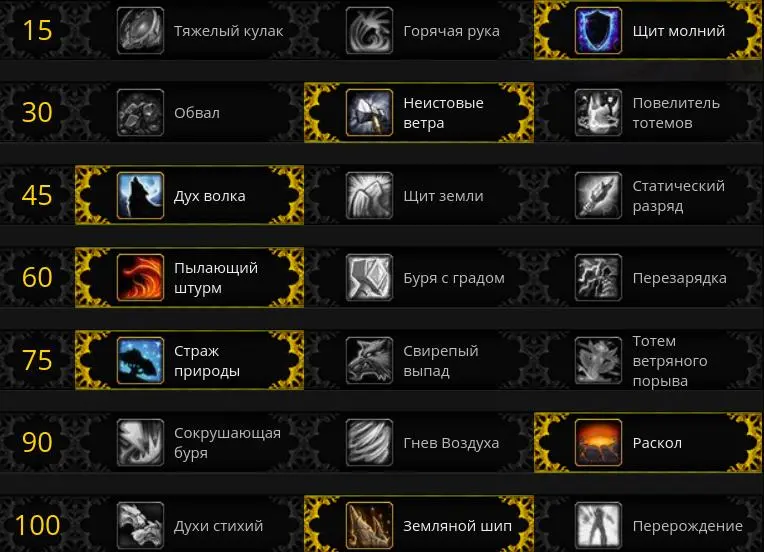 15
Тяжелый кулак
Горячая рука
Щит молний
30
Обвал
Неистовые
ветра
Повелитель
тотемов
45
Дух волка
Щит земли
Статический
разряд
60
Пылающий
штурм
Буря с градом
Перезарядка
75
Страж
природы
Свирепый
выпад
Тотем
ветряного
порыва
90
Сокрушающая
буря
Гнев Воздуха
Раскол
100
Духи стихий
Земляной шип
Перерождение